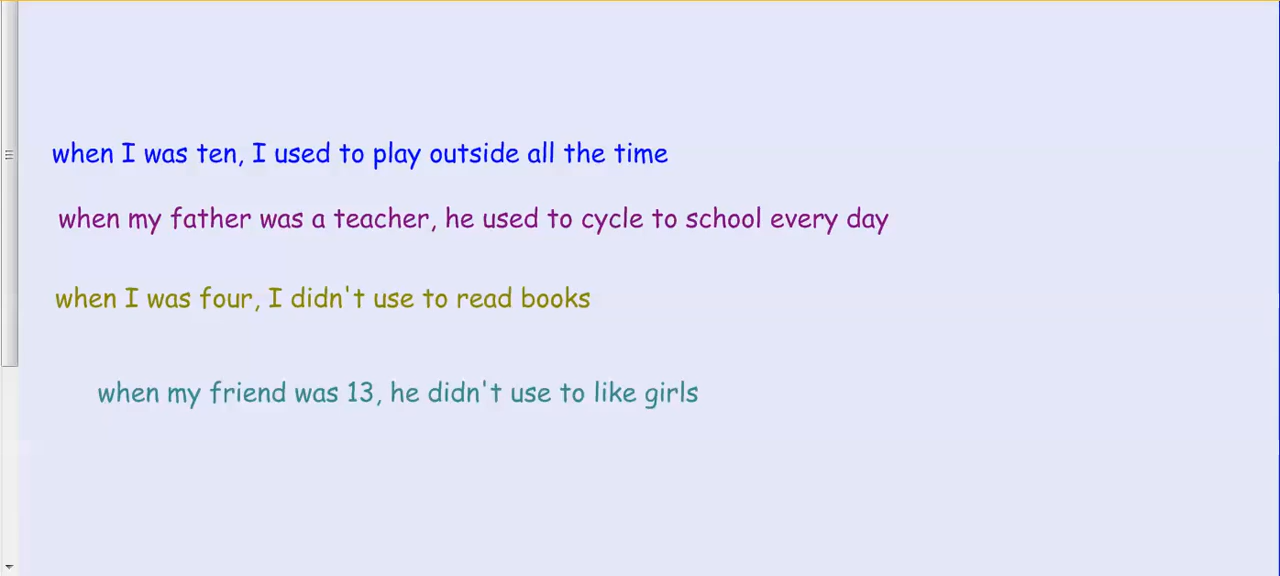 when I was ten, I used to play outside all the time
when my father was a teacher, he used to cycle to school every day
when I was four, I didn't use to read books
when my friend was 13, he didn't use to like girls